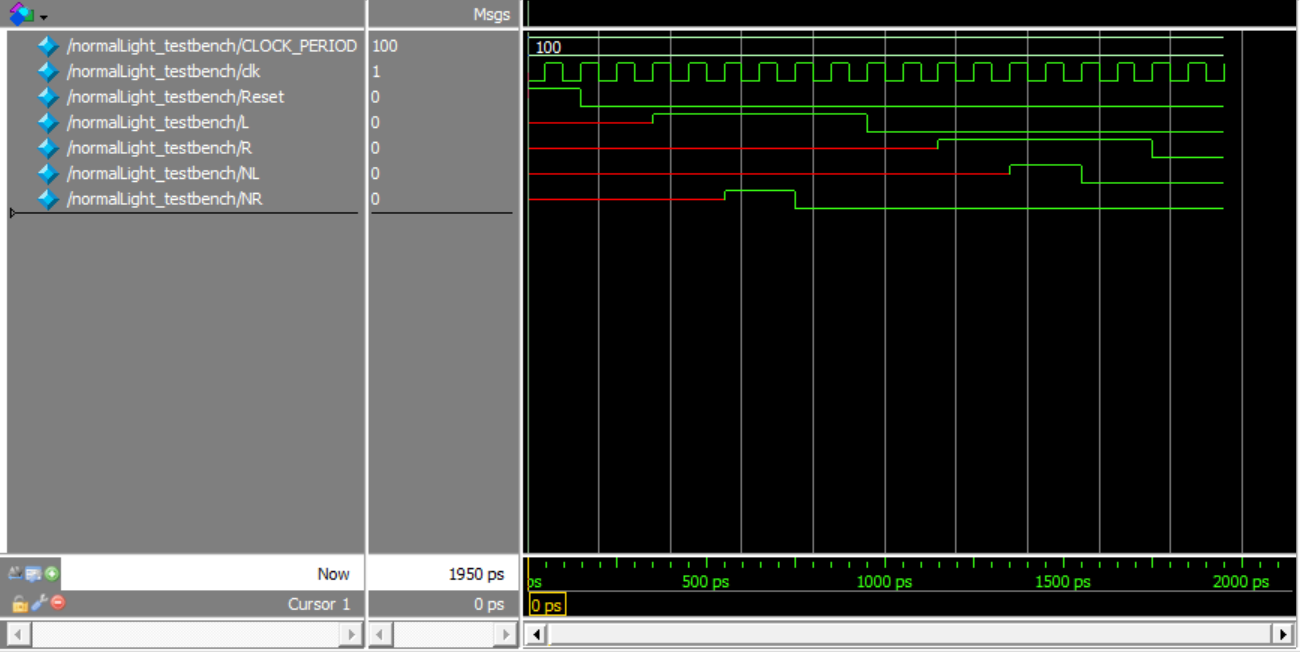 Msgs
/normalLight_testbench/CLOCK_PERIOD 100 100
/normalLight_testbench/clk 1
/normalLight_testbench/Reset 0
/normalLight_testbench/L 0
/normalLight_testbench/R 0
/normalLight_testbench/NL 0
/normalLight_testbench/NR 0
Now 1950 ps ps 500 ps 1000 ps 1500 ps 2000 ps
Cursor 1 0 ps 0 ps